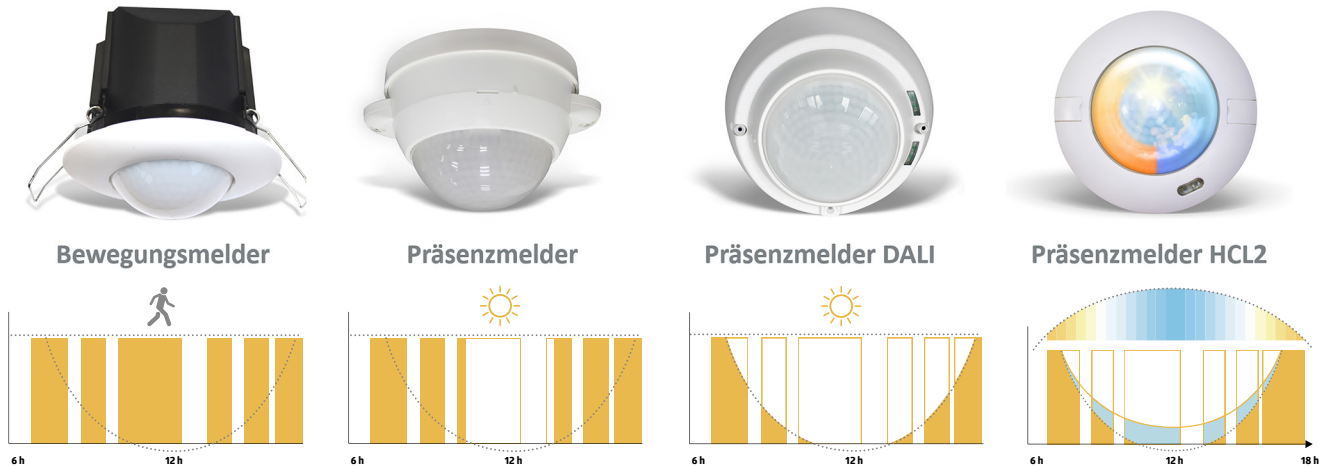 Bewegungsmelder
Präsenzmelder
Präsenzmelder DALI
Präsenzmelder HCL2
6 h 12 h
6 h 12 h
6 h 12 h
6 h 12 h 18 h